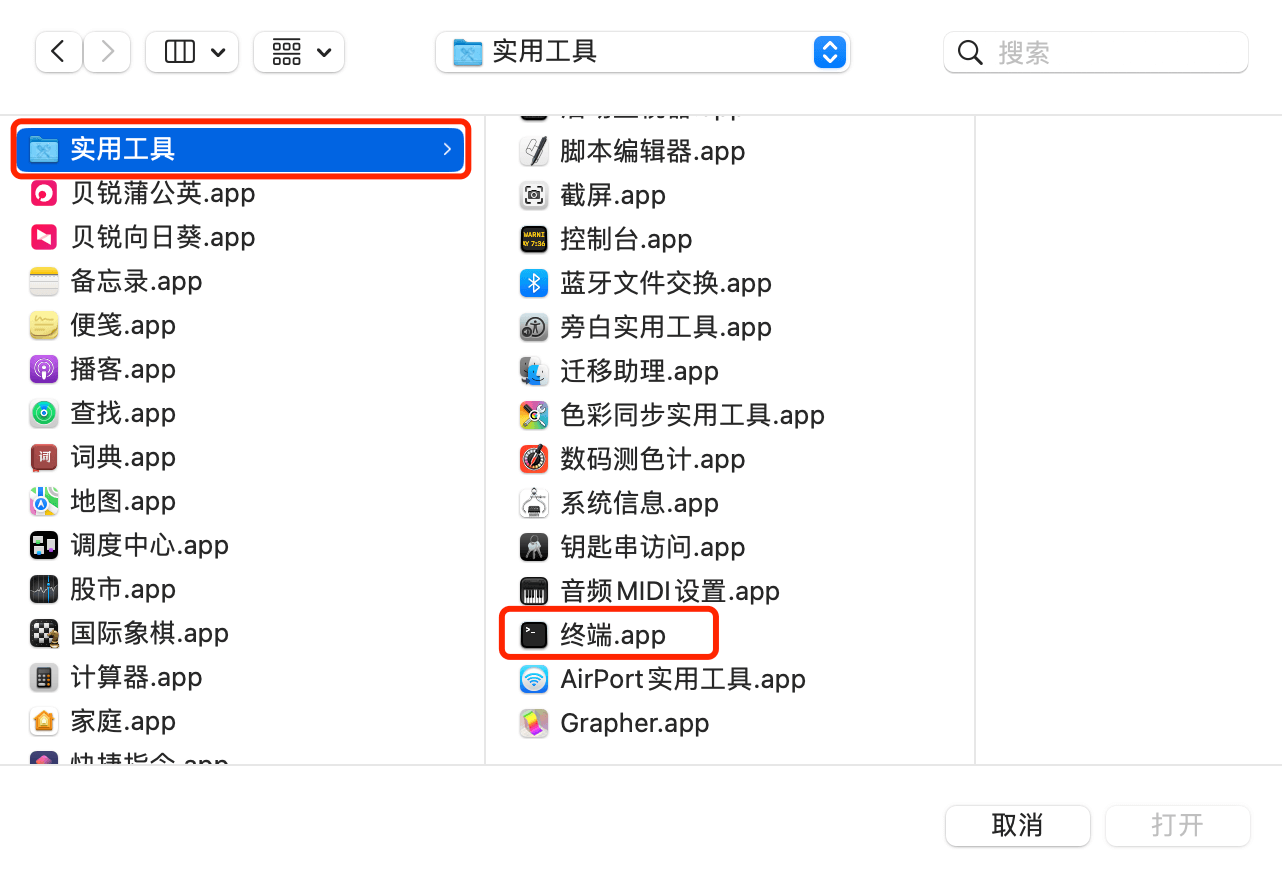 实用工具
搜索
实用工具
贝锐蒲公英.app
贝锐向日葵.app
备忘录.app
便笺.app
播客.app
查找.app
词典.app
地图.app
调度中心.app
股市.app
国际象棋.app
计算器.app
家庭.app
快捷指令.app
脚本编辑器.app
截屏.app
控制台.app
蓝牙文件交换.app
旁白实用工具.app
迁移助理.app
色彩同步实用工具.app
数码测色计.app
系统信息.app
钥匙串访问.app
音频MIDI设置.app
终端.app
AirPort实用工具.app
Grapher.app
取消
打开